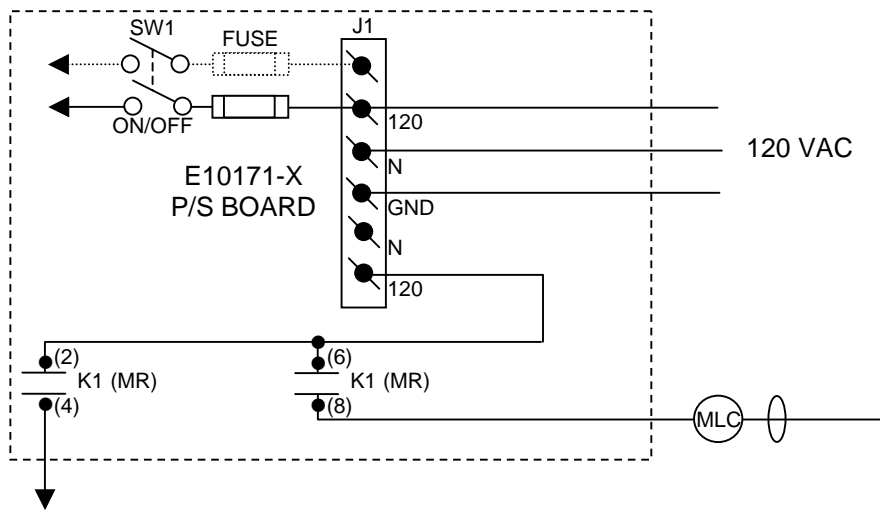 SW1
FUSE
J1
ON/OFF
120
N
GND
N
120
120 VAC
E10171-X
P/S BOARD
(2)
K1 (MR)
(4)
(6)
K1 (MR)
(8)
MLC